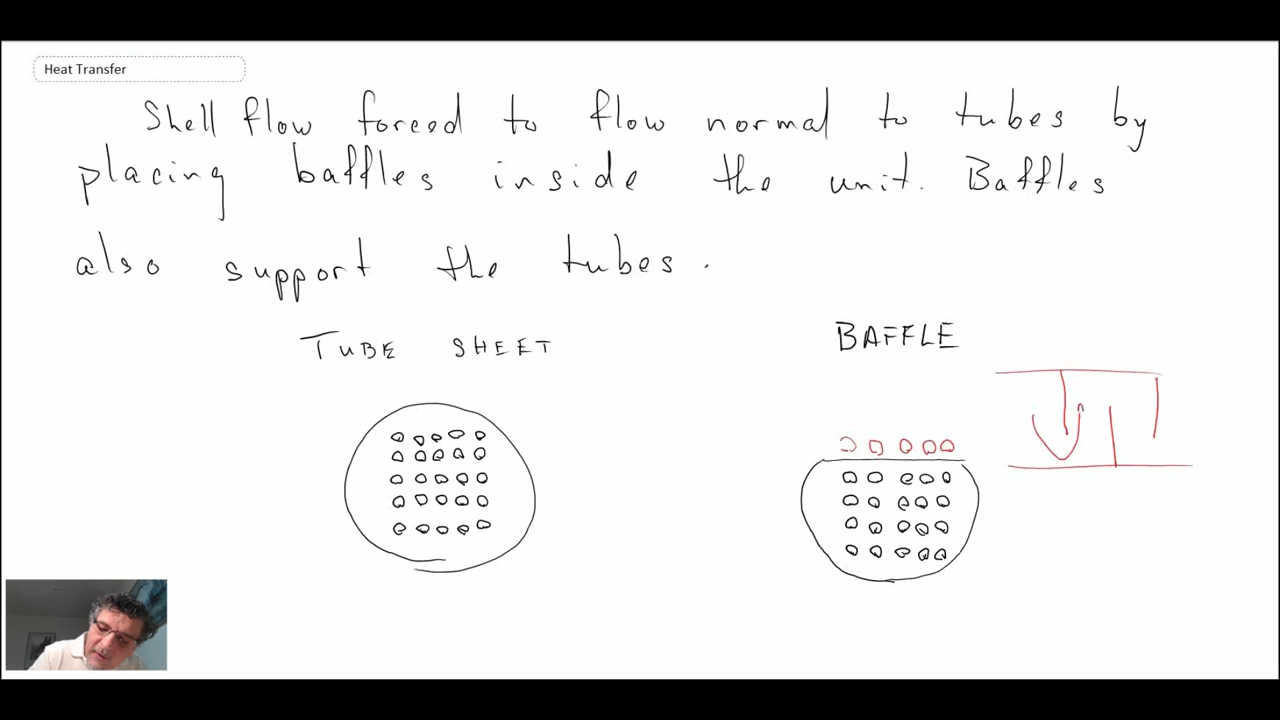 Heat Transfer
Shell flow forced to flow normal to tubes by
placing baffles inside the unit. Baffles
also support the tubes.
TUBE SHEET
BAFFLE